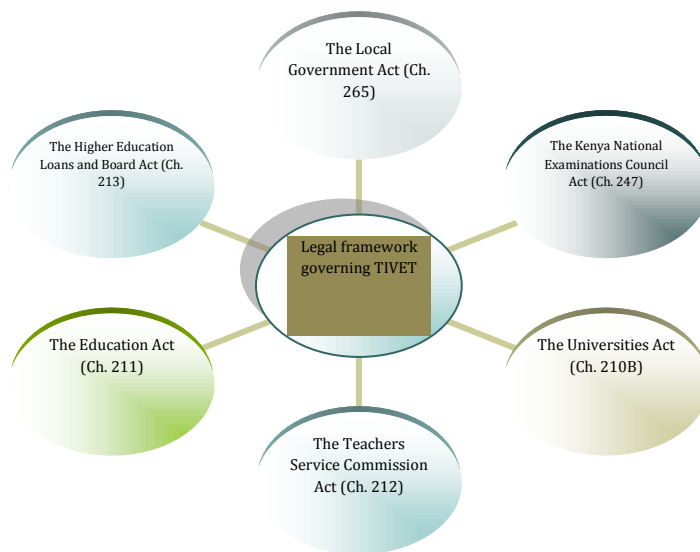 The Local
Government Act (Ch.
265)
The Higher Education
Loans and Board Act (Ch.
213)
The Kenya National
Examinations Council
Act (Ch. 247)
Legal framework
governing TIVET
The Education Act
(Ch. 211)
The Universities Act
(Ch. 210B)
The Teachers
Service Commission
Act (Ch. 212)